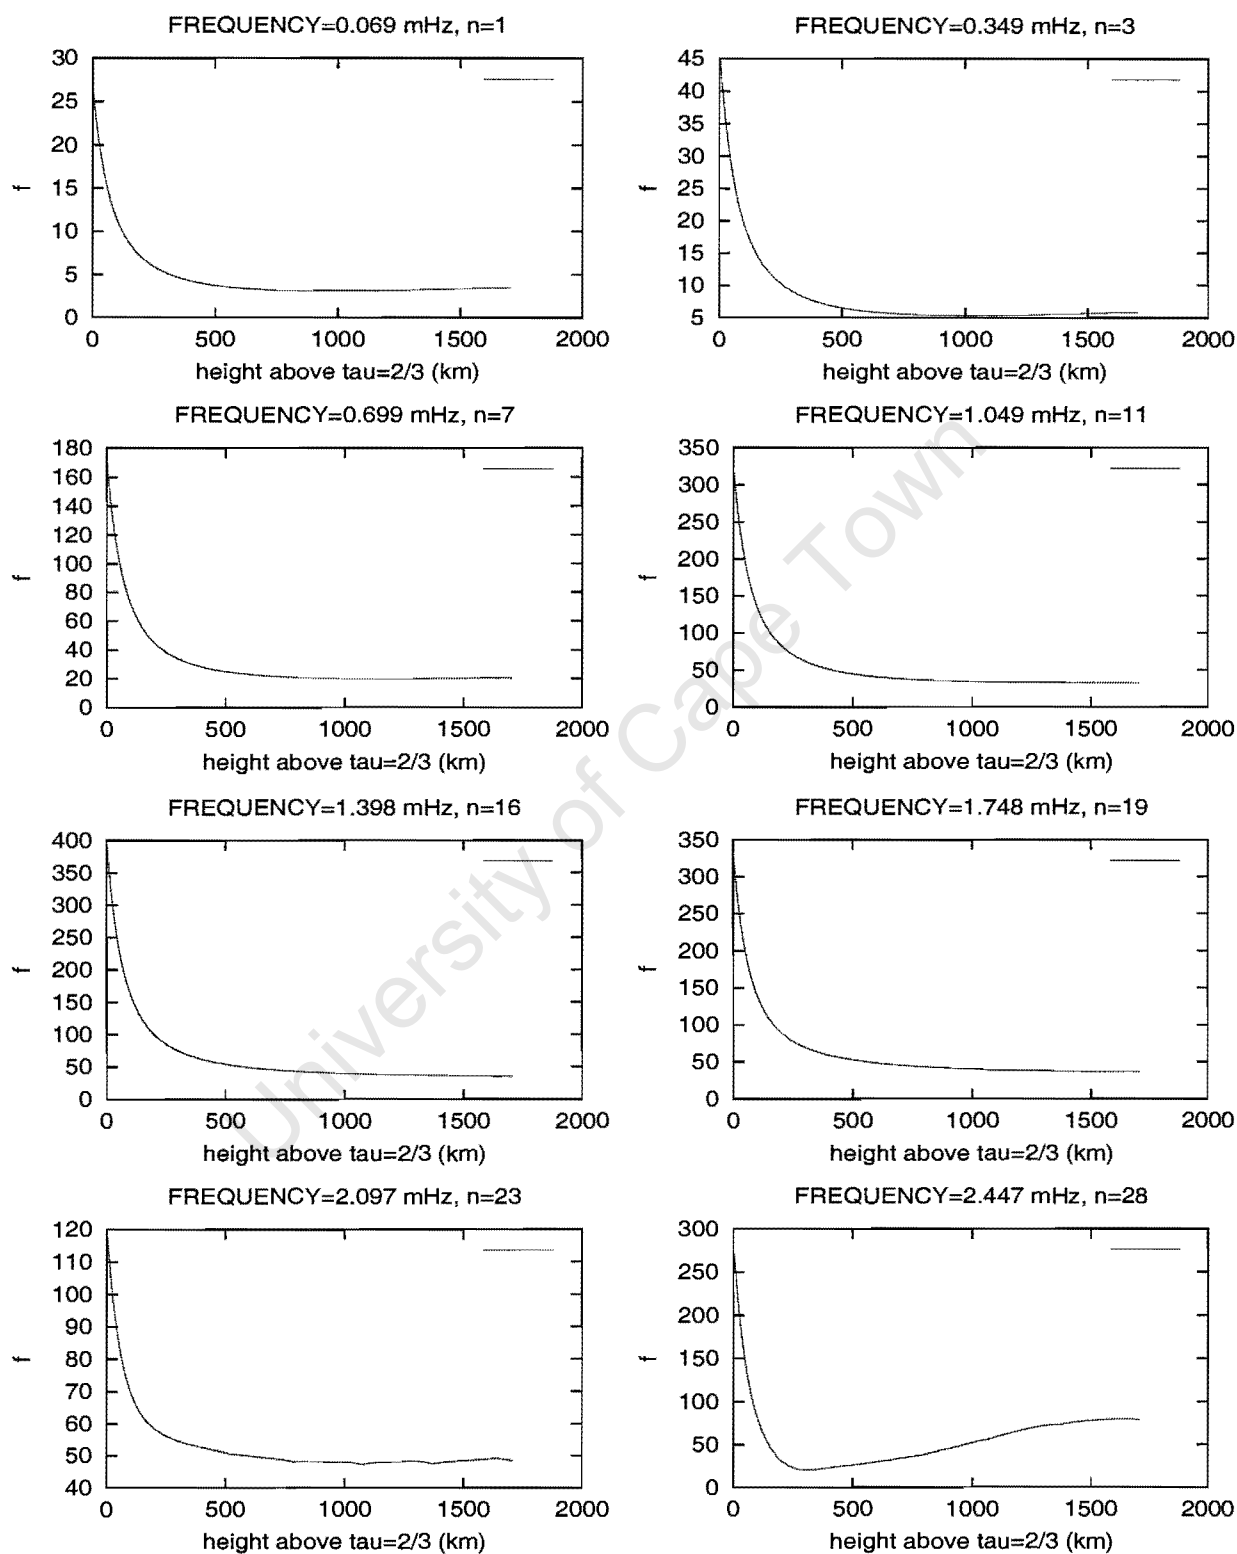 FREQUENCY=0.069 mHz, n=1
30
25
20
15
10
5
0
f
0 500 1000 1500 2000
height above tau=2/3 (km)
FREQUENCY=0.349 mHz, n=3
45
40
35
30
25
20
15
10
5
f
0 500 1000 1500 2000
height above tau=2/3 (km)
FREQUENCY=0.699 mHz, n=7
180
160
140
120
100
80
60
40
20
0
f
0 500 1000 1500 2000
height above tau=2/3 (km)
FREQUENCY=1.049 mHz, n=11
350
300
250
200
150
100
50
0
f
0 500 1000 1500 2000
height above tau=2/3 (km)
FREQUENCY=1.398 mHz, n=16
400
350
300
250
200
150
100
50
0
f
0 500 1000 1500 2000
height above tau=2/3 (km)
FREQUENCY=1.748 mHz, n=19
350
300
250
200
150
100
50
0
f
0 500 1000 1500 2000
height above tau=2/3 (km)
FREQUENCY=2.097 mHz, n=23
120
110
100
90
80
70
60
50
40
f
0 500 1000 1500 2000
height above tau=2/3 (km)
FREQUENCY=2.447 mHz, n=28
300
250
200
150
100
50
0
f
0 500 1000 1500 2000
height above tau=2/3 (km)
University of Cape Town